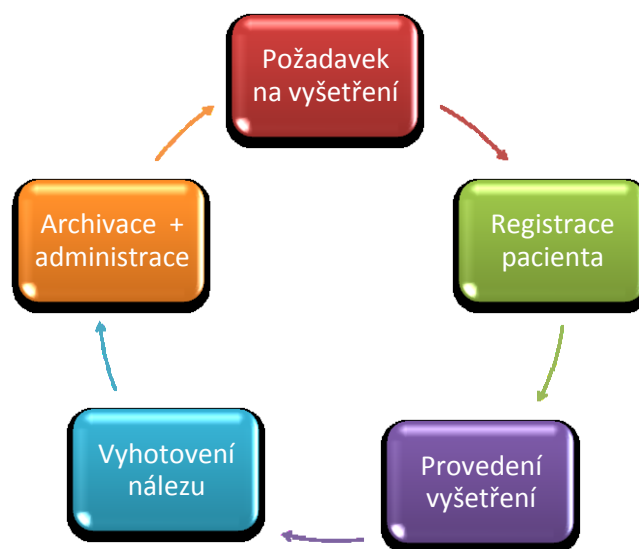 Požadavek
na vyšetření
Registrace
pacienta
Provedení
vyšetření
Vyhotovení
nálezu
Archivace +
administrace